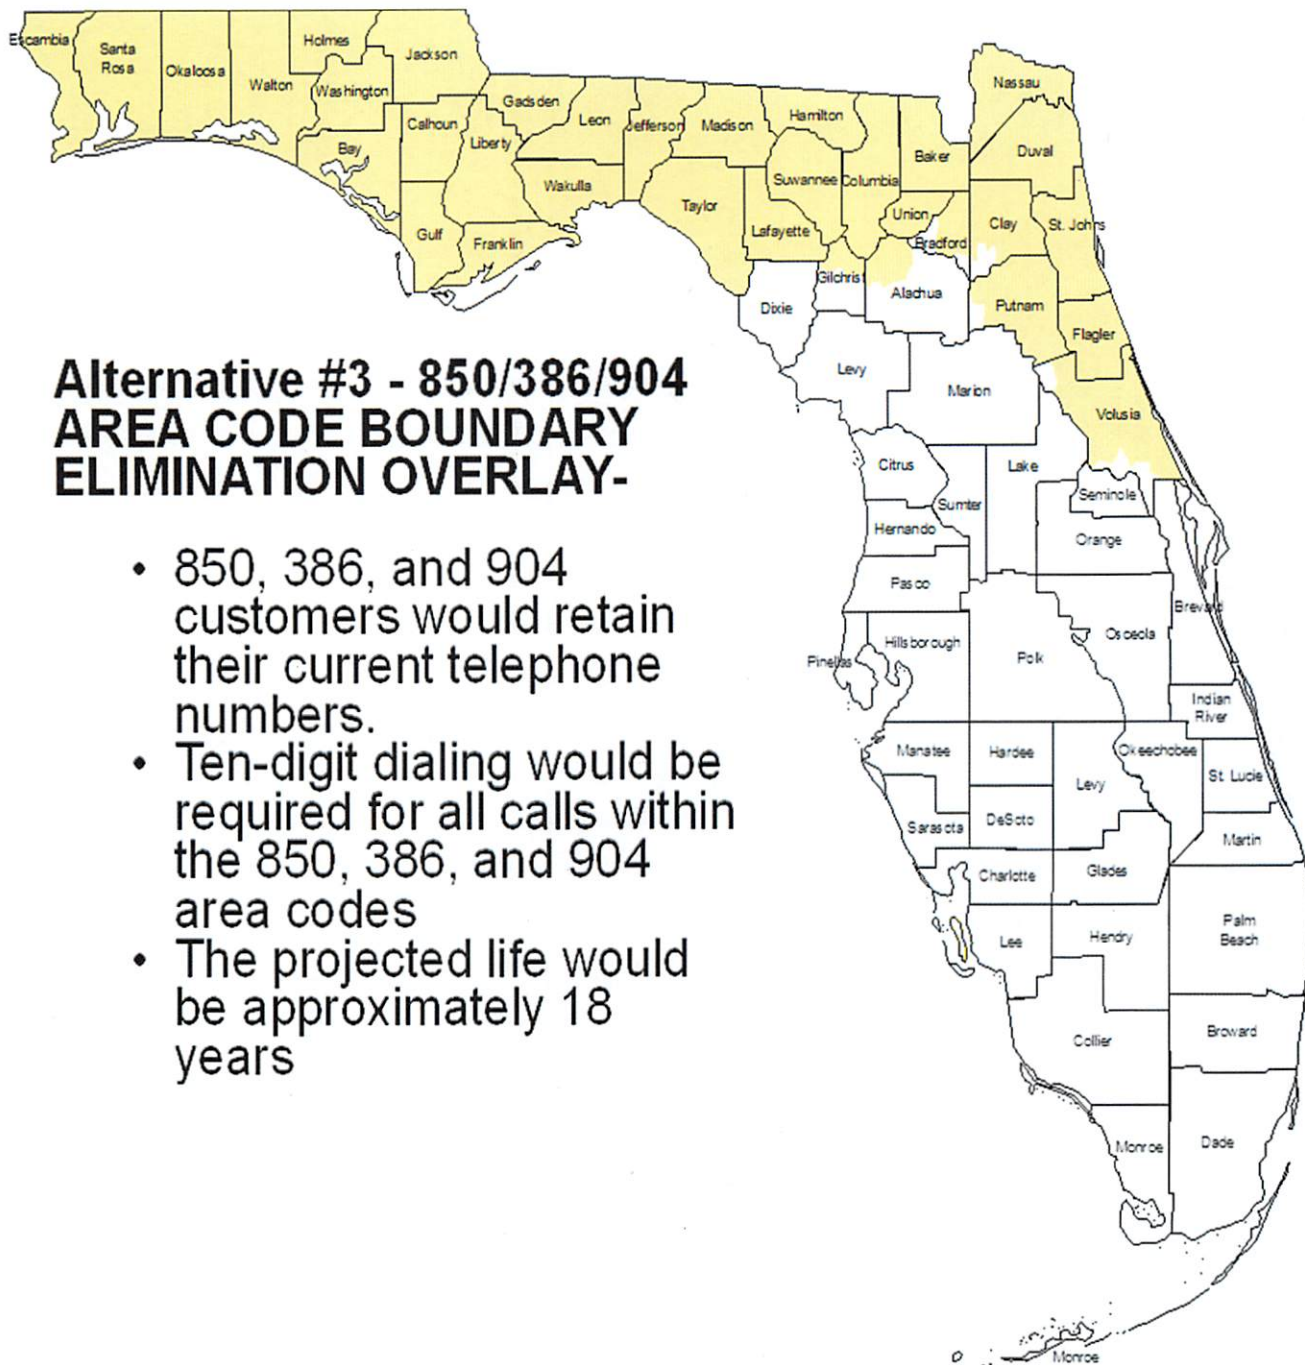 Escambia
Santa
Rosa
Okaloosa
Walton
Holmes
Washington
Jackson
Bay
Calhoun
Gulf
Liberty
Gadsden
Franklin
Leon
Wakulla
Jefferson
Madison
Taylor
Hamilton
Suwannee
Lafayette
Columbia
Baker
Union
Bradford
Nassau
Duval
Clay
St. Johns
Putnam
Flagler
Volusia
Gilchrist
Dixie
Alachua
Levy
Marion
Alternative #3 - 850/386/904
AREA CODE BOUNDARY
ELIMINATION OVERLAY-
• 850, 386, and 904
customers would retain
their current telephone
numbers.
• Ten-digit dialing would be
required for all calls within
the 850, 386, and 904
area codes
• The projected life would
be approximately 18
years
Citrus
Sumter
Lake
Seminole
Orange
Hernando
Pasco
Pinellas
Hillsborough
Polk
Osceola
Brevard
Indian
River
Manatee
Hardee
Levy
Okeechobee
St. Lucie
Sarasota
DeSoto
Martin
Charlotte
Glades
Lee
Hendry
Palm
Beach
Collier
Broward
Monroe
Dade
Monroe